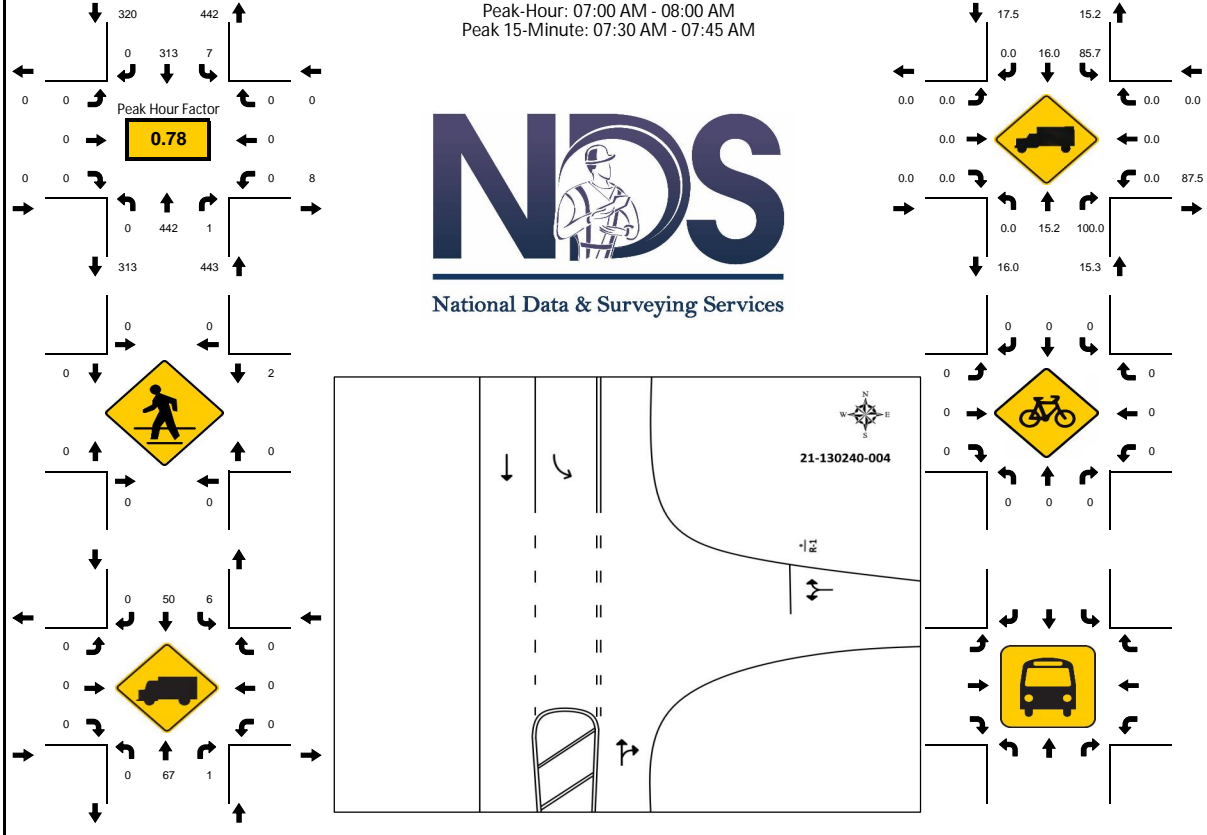 Peak-Hour: 07:00 AM - 08:00 AM
Peak 15-Minute: 07:30 AM - 07:45 AM
320 442
0 313 7
0 0 0 0
Peak Hour Factor
0 0.78 0
0 0 0 8
0 442 1
313 443
17.5 15.2
0.0 16.0 85.7
0.0 0.0 0.0 0.0
0.0 0.0
0.0 0.0 0.0 87.5
0.0 15.2 100.0
16.0 15.3
NDS
National Data & Surveying Services
0 0
0 2
0 0
0 0
0 0 0
0 0
0 0
0 0
0 0 0
N
W E
S
21-130240-004
R-1
0 50 6
0 0
0 0
0 0
0 67 1